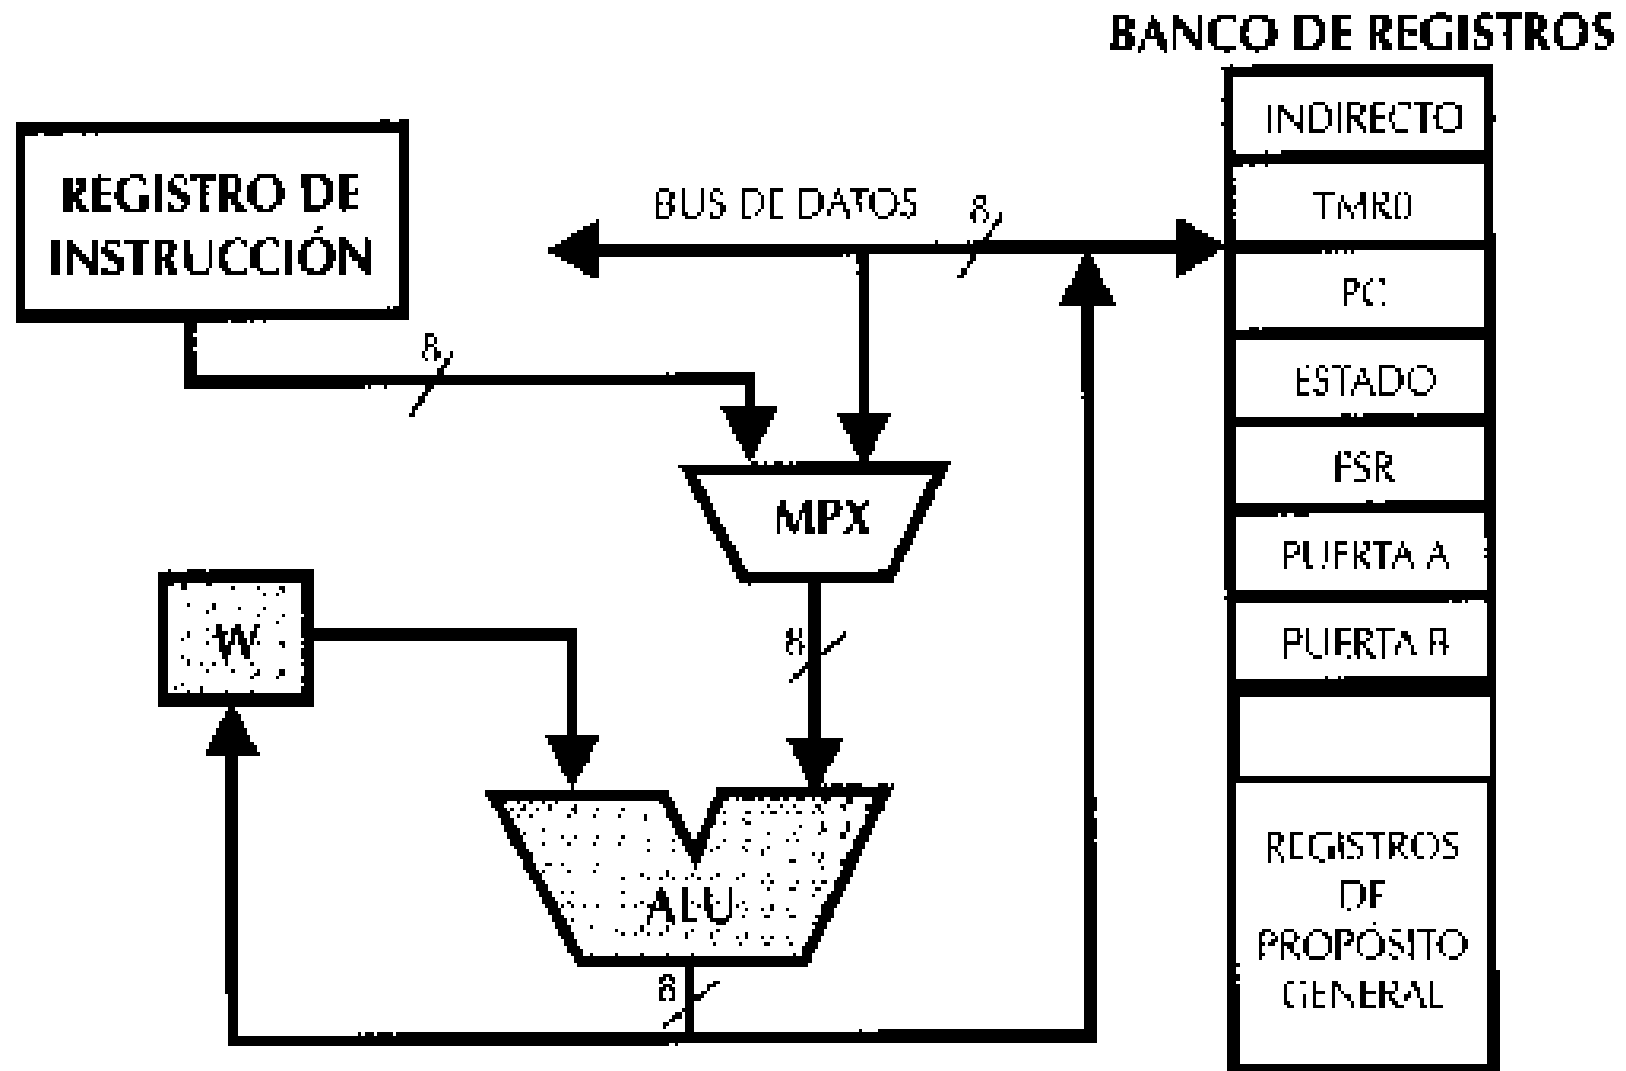 BANCO DE REGISTROS
INDIRECTO
REGISTRO DE
INSTRUCCIÓN
BUS DE DATOS
8
TMR0
PC
8
ESTADO
FSR
MPX
PUERTA A
W
8
PUERTA B
ALU
REGISTROS
DE
PROPÓSITO
GENERAL
8